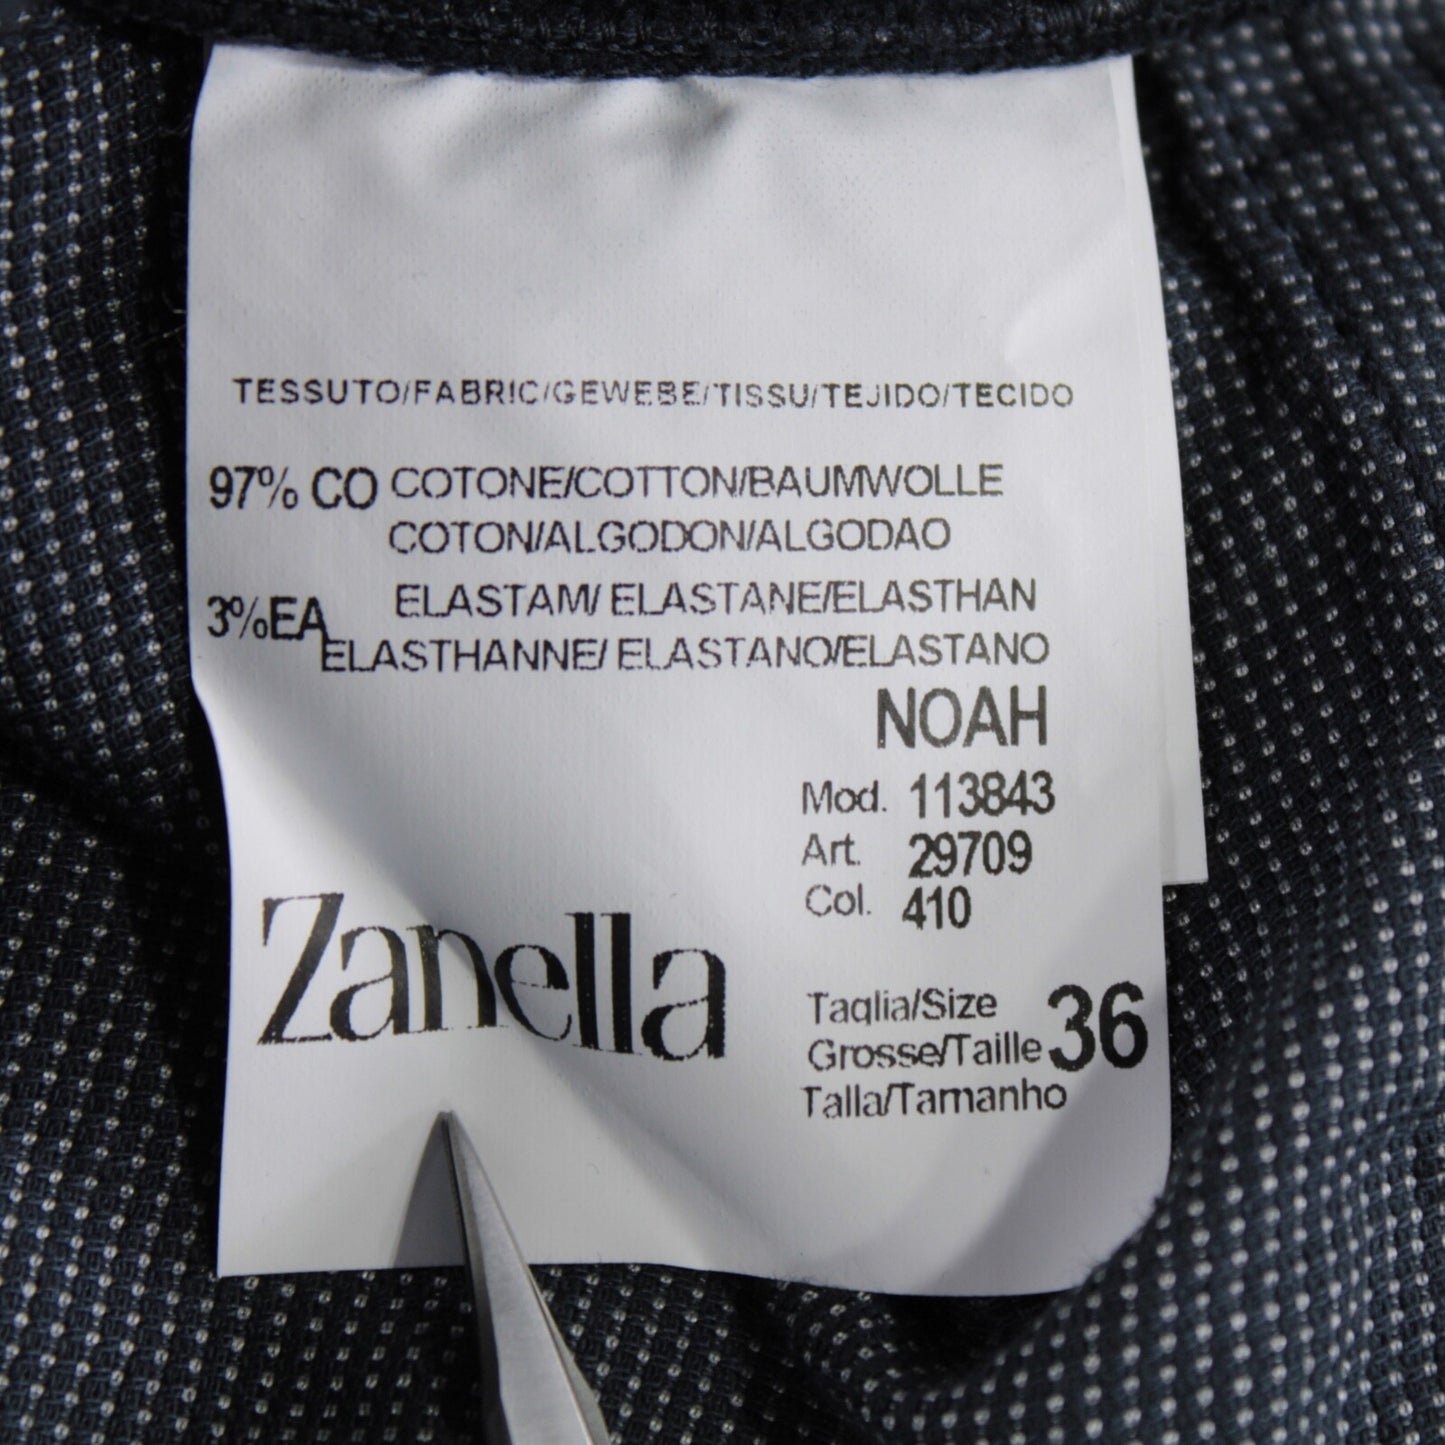 TESSUTO/FABRIC/GEWEBE/TISSU/TEJIDO/TECIDO
97% CO COTONE/COTTON/BAUMWOLLE
COTON/ALGODON/ALGODAO
3%EA ELASTAM/ ELASTANE/ELASTHAN
ELASTHANNE/ ELASTANO/ELASTANO
NOAH
Mod. 113843
Art. 29709
Col. 410
Zanella
Taglia/Size
Grosse/Taille 36
Talla/Tamanho